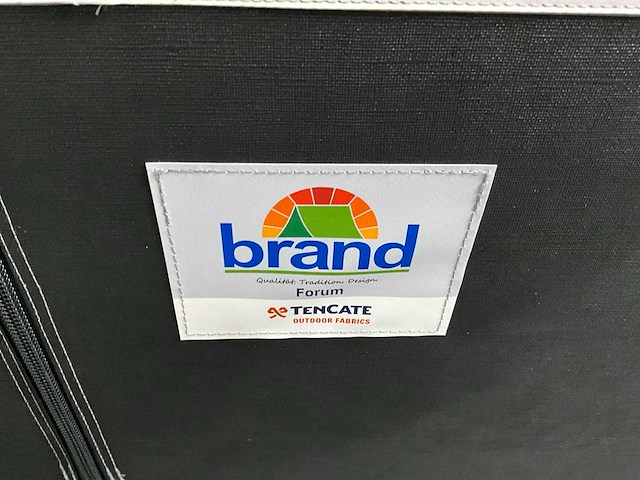 brand
Qualität. Tradition. Design.
Forum
TENCATE
OUTDOOR FABRICS